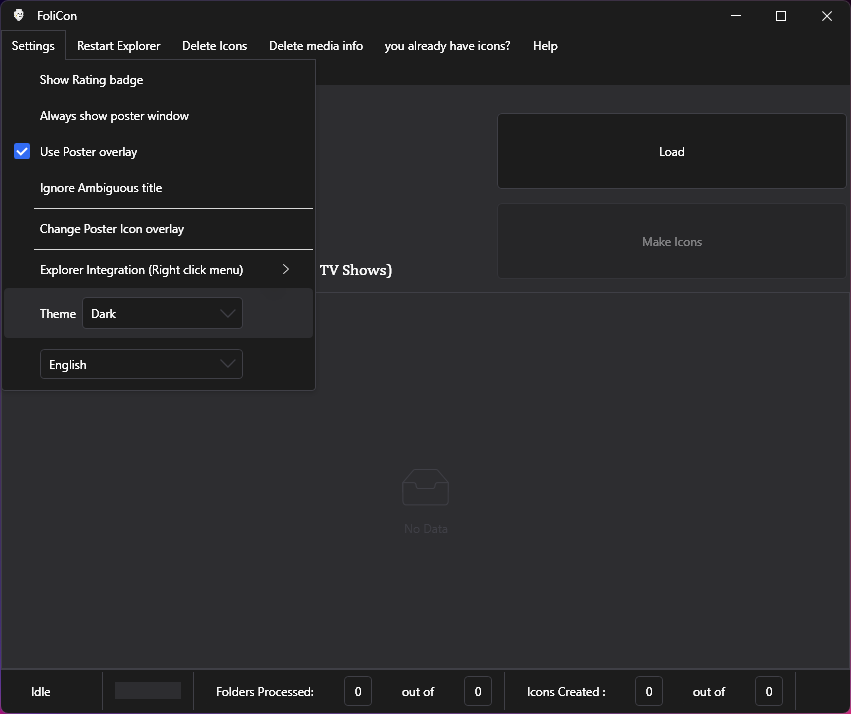 FoliCon
Settings Restart Explorer Delete Icons Delete media info you already have icons? Help
Show Rating badge
Always show poster window
Use Poster overlay
Ignore Ambiguous title
Change Poster Icon overlay
Explorer Integration (Right click menu)
Theme Dark
English
Load
Make Icons
TV Shows)
No Data
Idle Folders Processed: 0 out of 0 Icons Created : 0 out of 0